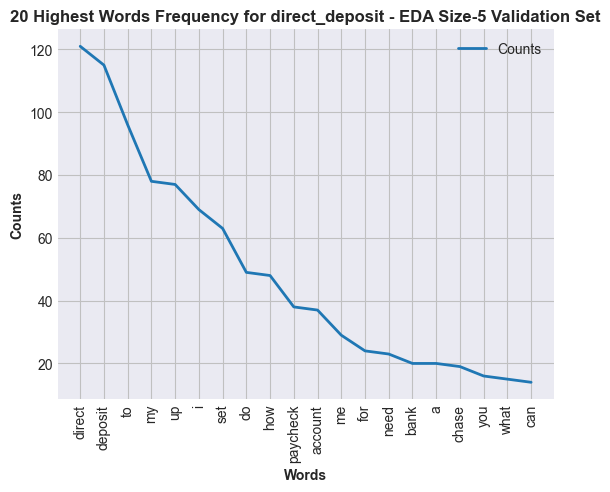 20 Highest Words Frequency for direct_deposit - EDA Size-5 Validation Set
Counts
120
100
80
60
40
20
Counts
direct
deposit
to
my
up
i
set
do
how
paycheck
account
me
for
need
bank
a
chase
you
what
can
Words